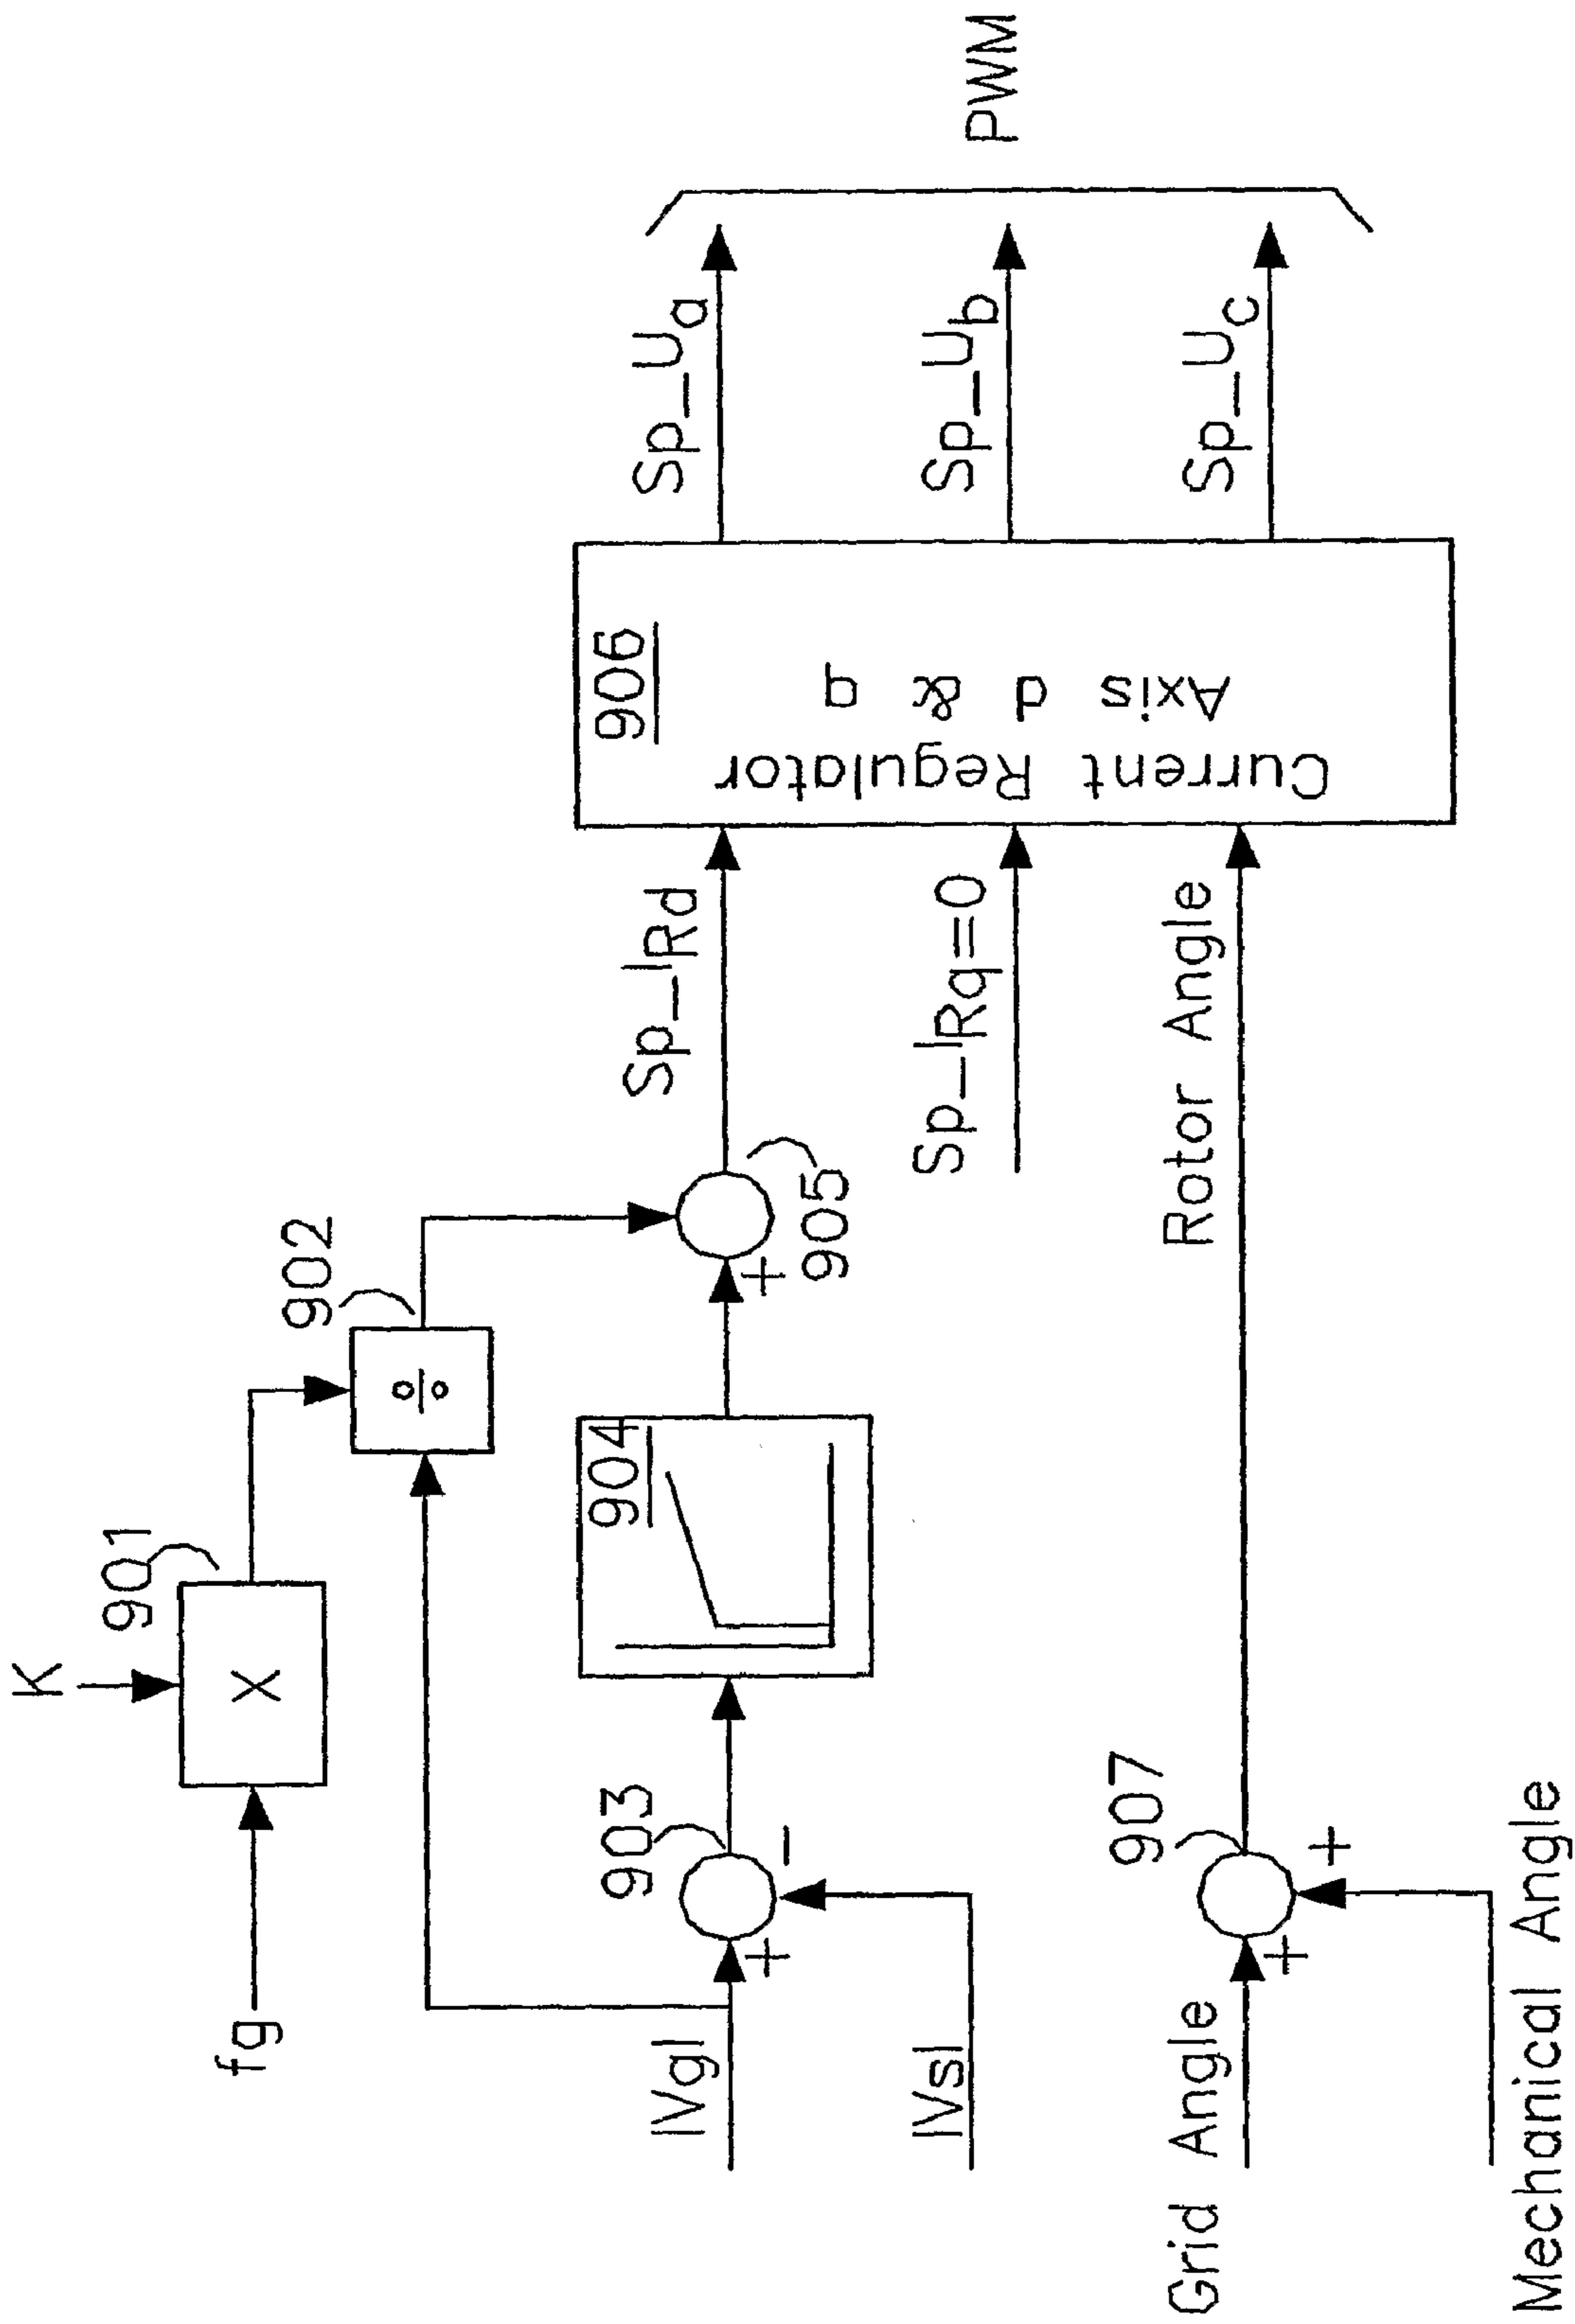 K
901
X
fg
902
÷
|Vg|
+
903
-
|Vs|
904
+
905
Sp_IRd
Sp_IRq=0
Rotor Angle
Grid Angle
+
907
+
Mechanical Angle
906
Current Regulator
Axis d & q
Sp_Ua
Sp_Ub
Sp_Uc
PWM